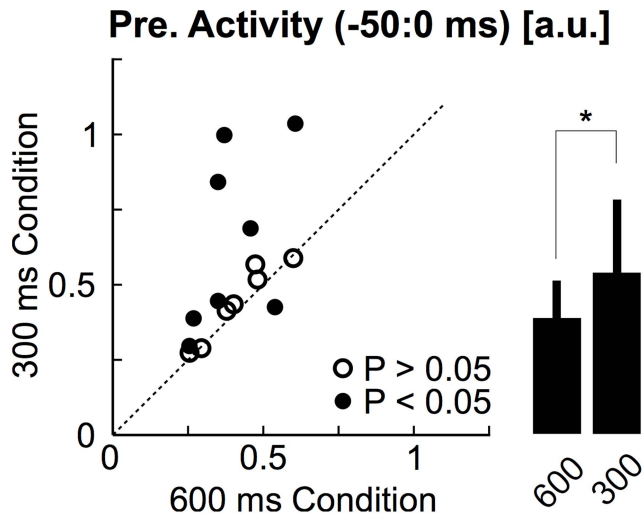 Pre. Activity (-50:0 ms) [a.u.]
300 ms Condition
1
0.5
0
P > 0.05
P < 0.05
0
0.5
1
600 ms Condition
*
600
300